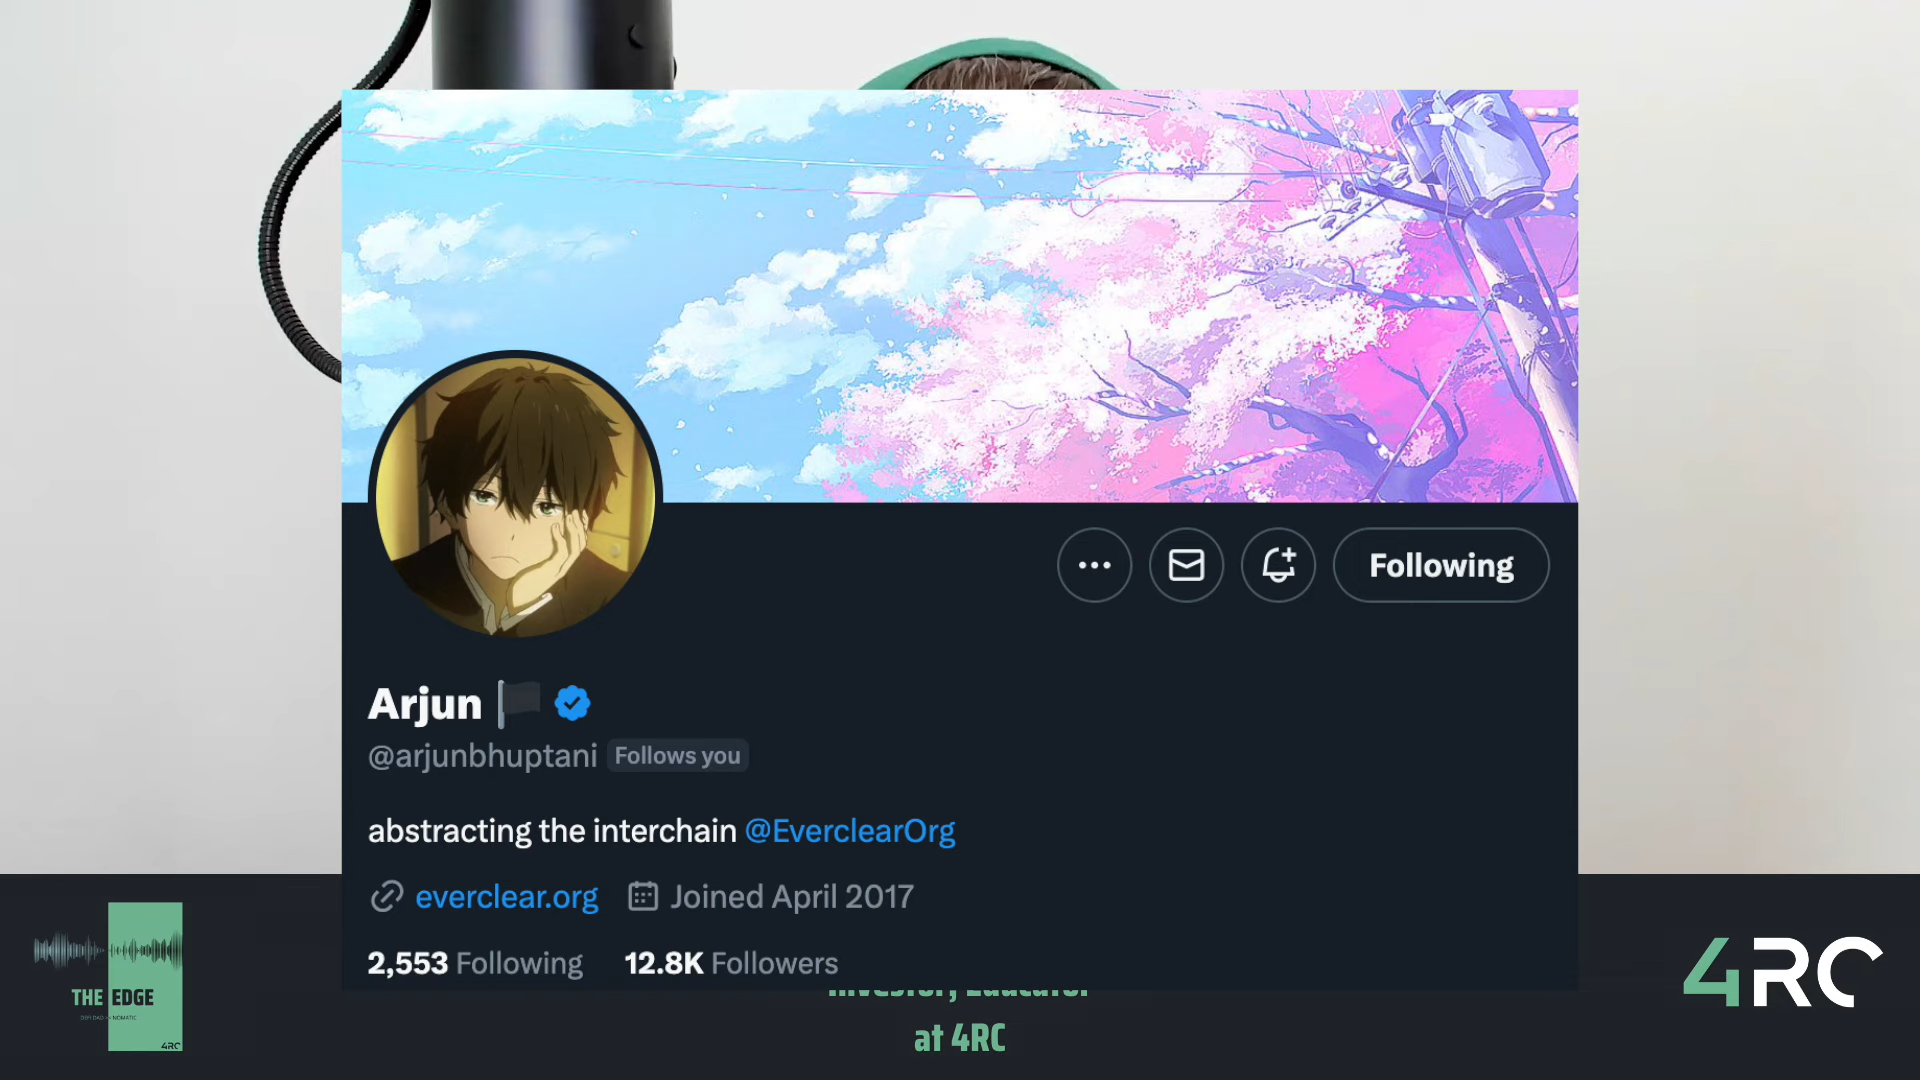 Following
Arjun
@arjunbhuptani Follows you
abstracting the interchain @EverclearOrg
everclear.org Joined April 2017
2,553 Following 12.8K Followers
THE EDGE
4RC
at 4RC
4RC